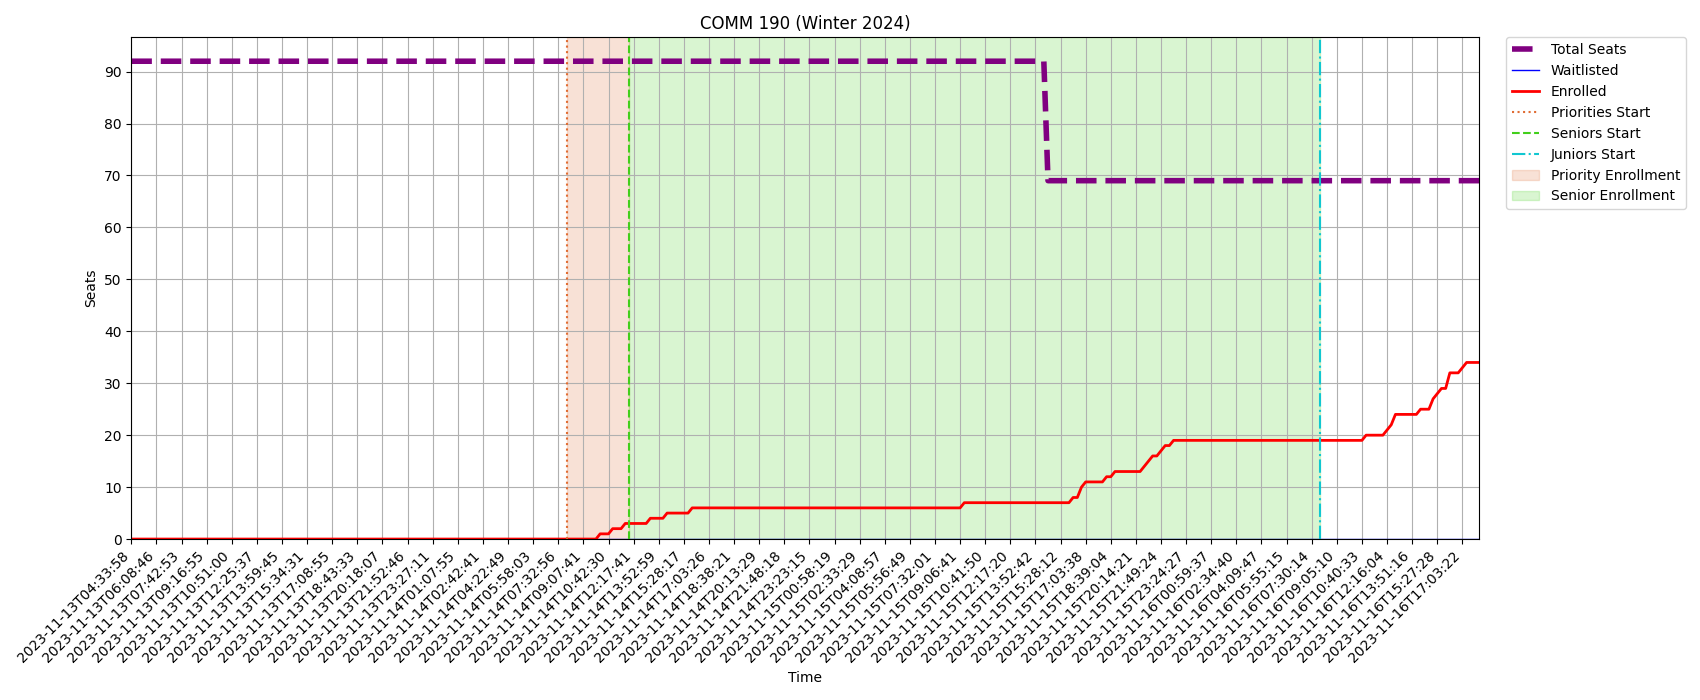 COMM 190 (Winter 2024)
Seats
90
80
70
60
50
40
30
20
10
0
2023-11-13T04:33:58
2023-11-13T06:08:46
2023-11-13T07:42:53
2023-11-13T09:16:55
2023-11-13T10:51:00
2023-11-13T12:25:37
2023-11-13T13:59:45
2023-11-13T15:34:31
2023-11-13T17:08:55
2023-11-13T18:43:33
2023-11-13T20:18:07
2023-11-13T21:52:46
2023-11-13T23:27:11
2023-11-14T01:07:55
2023-11-14T02:42:41
2023-11-14T04:22:49
2023-11-14T05:58:03
2023-11-14T07:32:56
2023-11-14T09:07:41
2023-11-14T10:42:30
2023-11-14T12:17:41
2023-11-14T13:52:59
2023-11-14T15:28:17
2023-11-14T17:03:26
2023-11-14T18:38:21
2023-11-14T20:13:29
2023-11-14T21:48:18
2023-11-14T23:23:15
2023-11-15T00:58:19
2023-11-15T02:33:29
2023-11-15T04:08:57
2023-11-15T05:56:49
2023-11-15T07:32:01
2023-11-15T09:06:41
2023-11-15T10:41:50
2023-11-15T12:17:20
2023-11-15T13:52:42
2023-11-15T15:28:12
2023-11-15T17:03:38
2023-11-15T18:39:04
2023-11-15T20:14:21
2023-11-15T21:49:24
2023-11-15T23:24:27
2023-11-16T00:59:37
2023-11-16T02:34:40
2023-11-16T04:09:47
2023-11-16T05:55:15
2023-11-16T07:30:14
2023-11-16T09:05:10
2023-11-16T10:40:33
2023-11-16T12:16:04
2023-11-16T13:51:16
2023-11-16T15:27:28
2023-11-16T17:03:22
Time
Total Seats
Waitlisted
Enrolled
Priorities Start
Seniors Start
Juniors Start
Priority Enrollment
Senior Enrollment